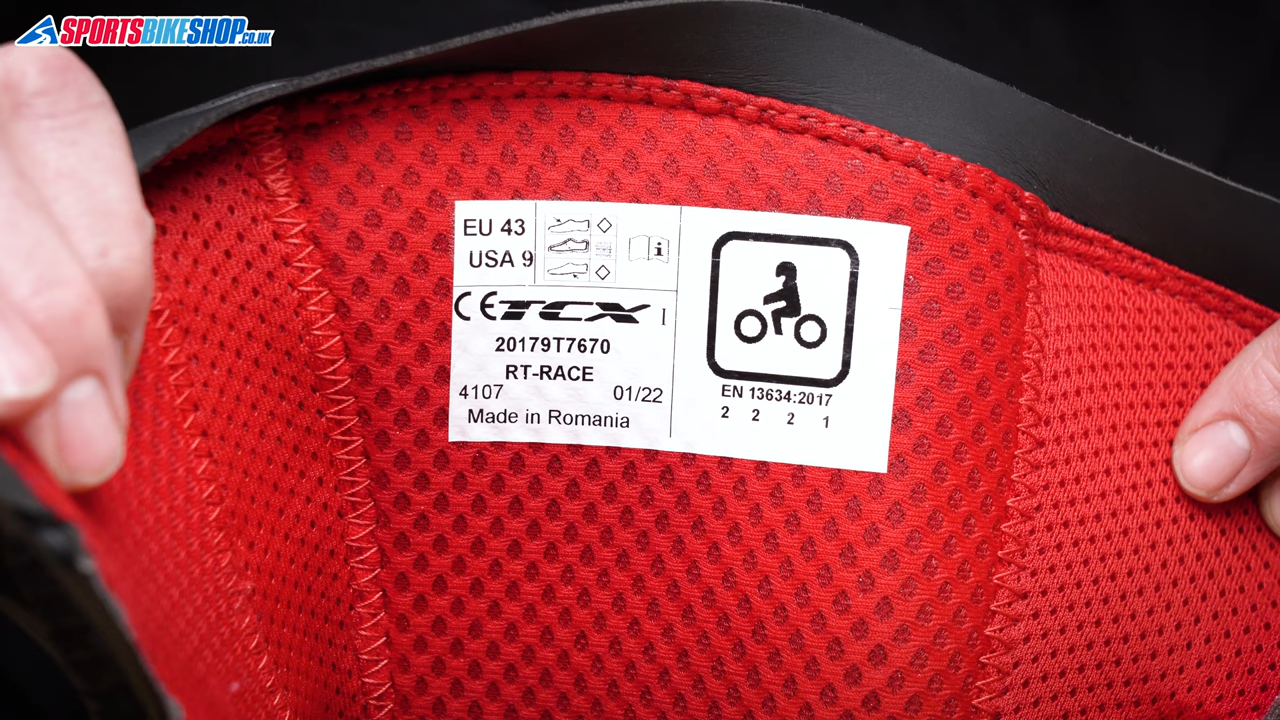 SPORTSBIKESHOP.CO.UK
EU 43
USA 9
i
CE TCX I
20179T7670
RT-RACE
4107 01/22
Made in Romania
EN 13634:2017
2 2 2 1